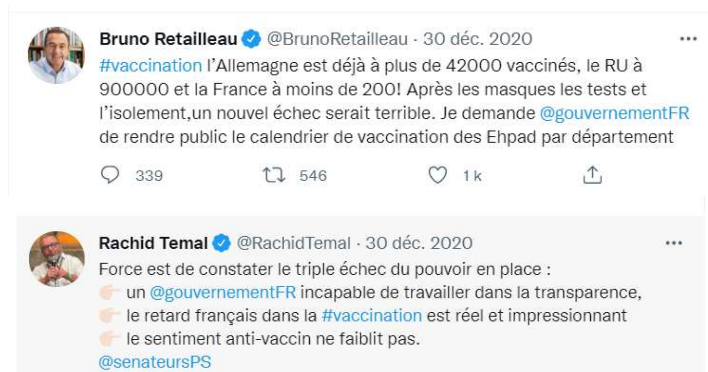 Bruno Retailleau @BrunoRetailleau · 30 déc. 2020
#vaccination l’Allemagne est déjà à plus de 42000 vaccinés, le RU à
900000 et la France à moins de 200! Après les masques les tests et
l’isolement,un nouvel échec serait terrible. Je demande @gouvernementFR
de rendre public le calendrier de vaccination des Ehpad par département
339 546 1 k
Rachid Temal @RachidTemal · 30 déc. 2020
Force est de constater le triple échec du pouvoir en place :
👉🏻 un @gouvernementFR incapable de travailler dans la transparence,
👉🏻 le retard français dans la #vaccination est réel et impressionnant
👉🏻 le sentiment anti-vaccin ne faiblit pas.
@senateursPS